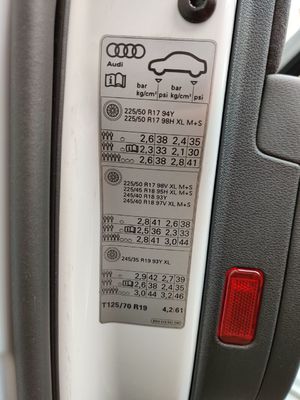 Audi
bar kg/cm² psi bar kg/cm² psi
225/50 R17 94Y
225/50 R17 98H XL M+S
2,6 38 2,4 35
2,3 33 2,1 30
2,6 38 2,8 41
225/50 R17 98V XL M+S
225/45 R18 95H XL M+S
245/40 R18 93Y
245/40 R18 97V XL M+S
2,8 41 2,6 38
2,5 36 2,3 33
2,8 41 3,0 44
245/35 R19 93Y XL
2,9 42 2,7 39
2,6 38 2,4 35
3,0 44 3,2 46
T125/70 R19 4,2 61